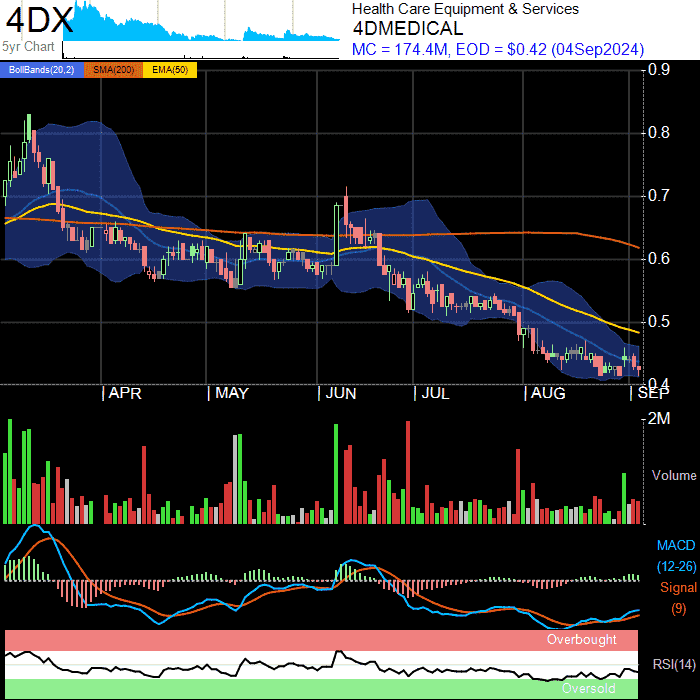 4DX
5yr Chart
Health Care Equipment & Services
4DMEDICAL
MC = 174.4M, EOD = $0.42 (04Sep2024)
BollBands(20,2) SMA(200) EMA(50)
0.9
0.8
0.7
0.6
0.5
0.4
APR MAY JUN JUL AUG SEP
2M
Volume
MACD
(12-26)
Signal
(9)
Overbought
RSI(14)
Oversold